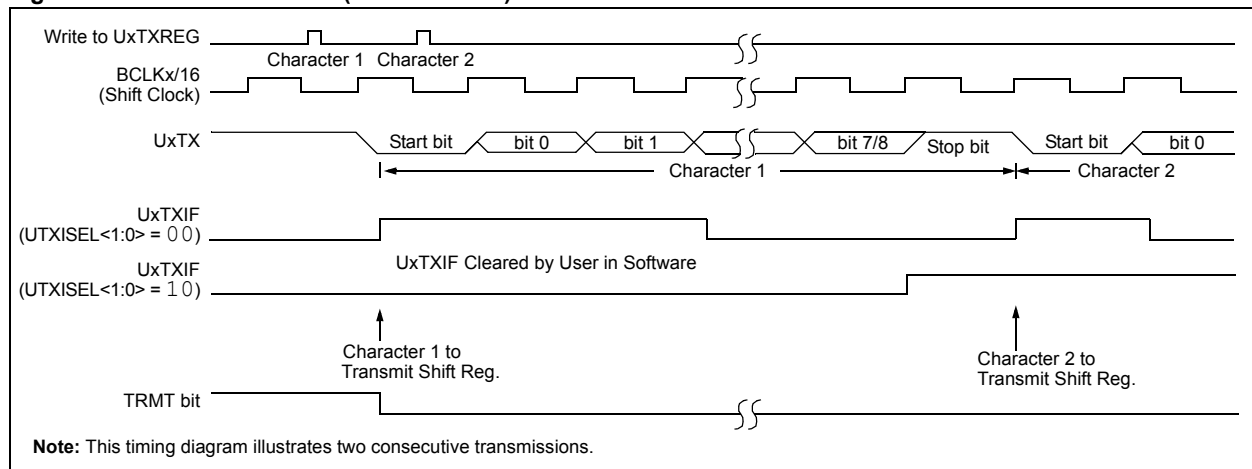 Write to UxTXREG
Character 1 Character 2
BCLKx/16
(Shift Clock)
UxTX
Start bit bit 0 bit 1 bit 7/8 Stop bit Start bit bit 0
Character 1 Character 2
UxTXIF
(UTXISEL<1:0> = 00)
UxTXIF Cleared by User in Software
UxTXIF
(UTXISEL<1:0> = 10)
Character 1 to
Transmit Shift Reg.
Character 2 to
Transmit Shift Reg.
TRMT bit
Note: This timing diagram illustrates two consecutive transmissions.